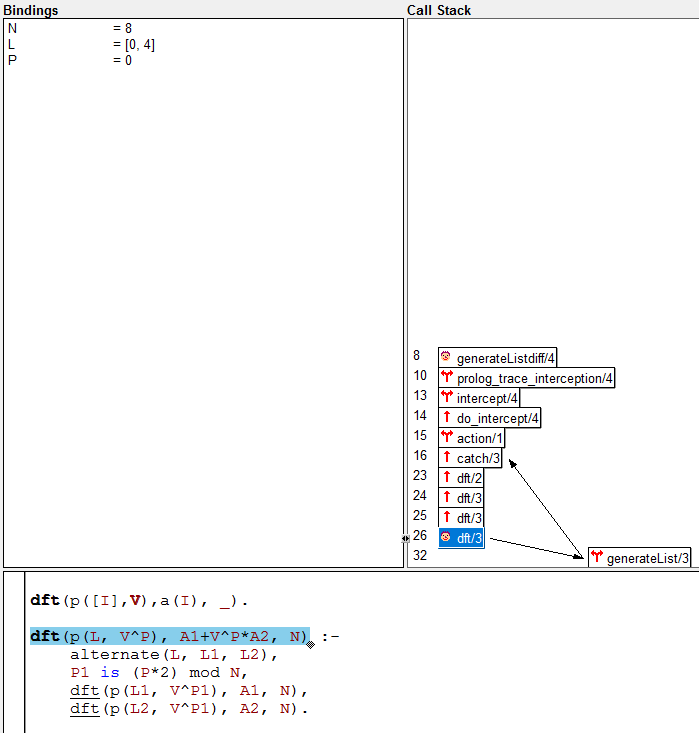 Bindings
N = 8
L = [0, 4]
P = 0
Call Stack
8 generateListdiff/4
10 prolog_trace_interception/4
13 intercept/4
14 do_intercept/4
15 action/1
16 catch/3
23 dft/2
24 dft/3
25 dft/3
26 dft/3
32 generateList/3
dft(p([I],V),a(I), _).
dft(p(L, V^P), A1+V^P*A2, N) :-
alternate(L, L1, L2),
P1 is (P*2) mod N,
dft(p(L1, V^P1), A1, N),
dft(p(L2, V^P1), A2, N).